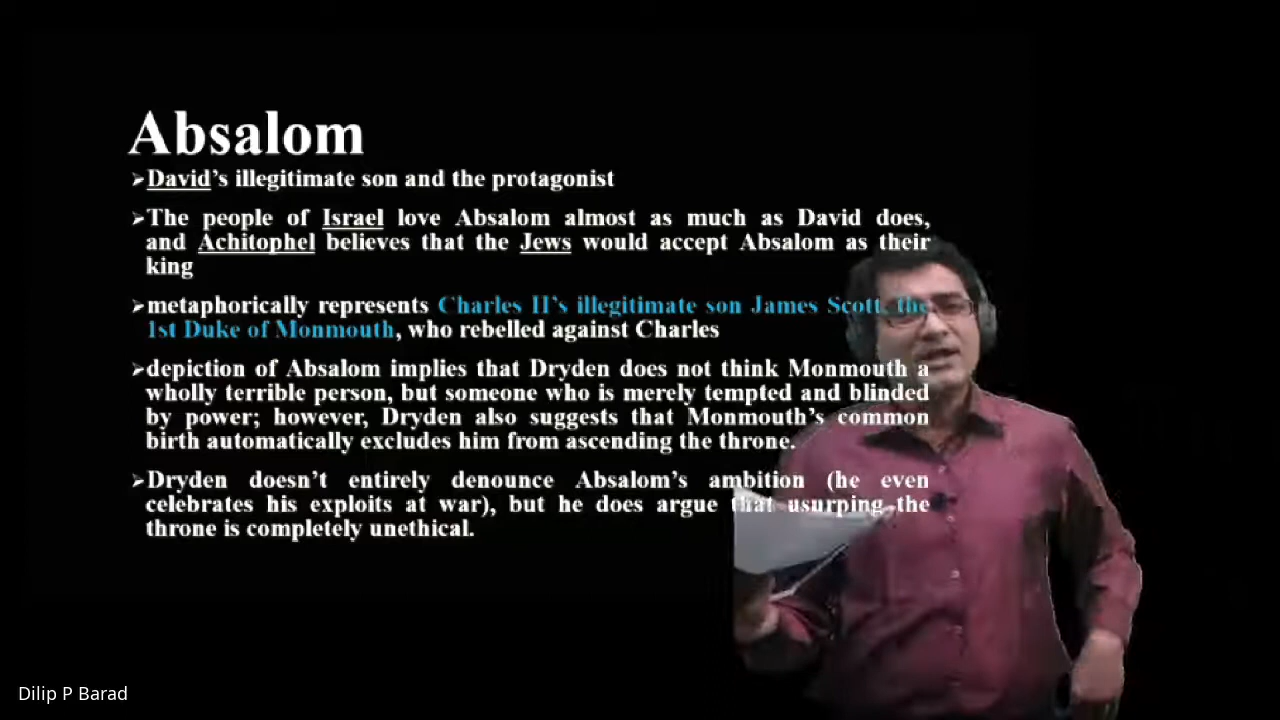 Absalom
➢David's illegitimate son and the protagonist
➢The people of Israel love Absalom almost as much as David does,
and Achitophel believes that the Jews would accept Absalom as their
king
➢metaphorically represents Charles II's illegitimate son James Scott, the
1st Duke of Monmouth, who rebelled against Charles
➢depiction of Absalom implies that Dryden does not think Monmouth a
wholly terrible person, but someone who is merely tempted and blinded
by power; however, Dryden also suggests that Monmouth's common
birth automatically excludes him from ascending the throne.
➢Dryden doesn't entirely denounce Absalom's ambition (he even
celebrates his exploits at war), but he does argue that usurping the
throne is completely unethical.
Dilip P Barad